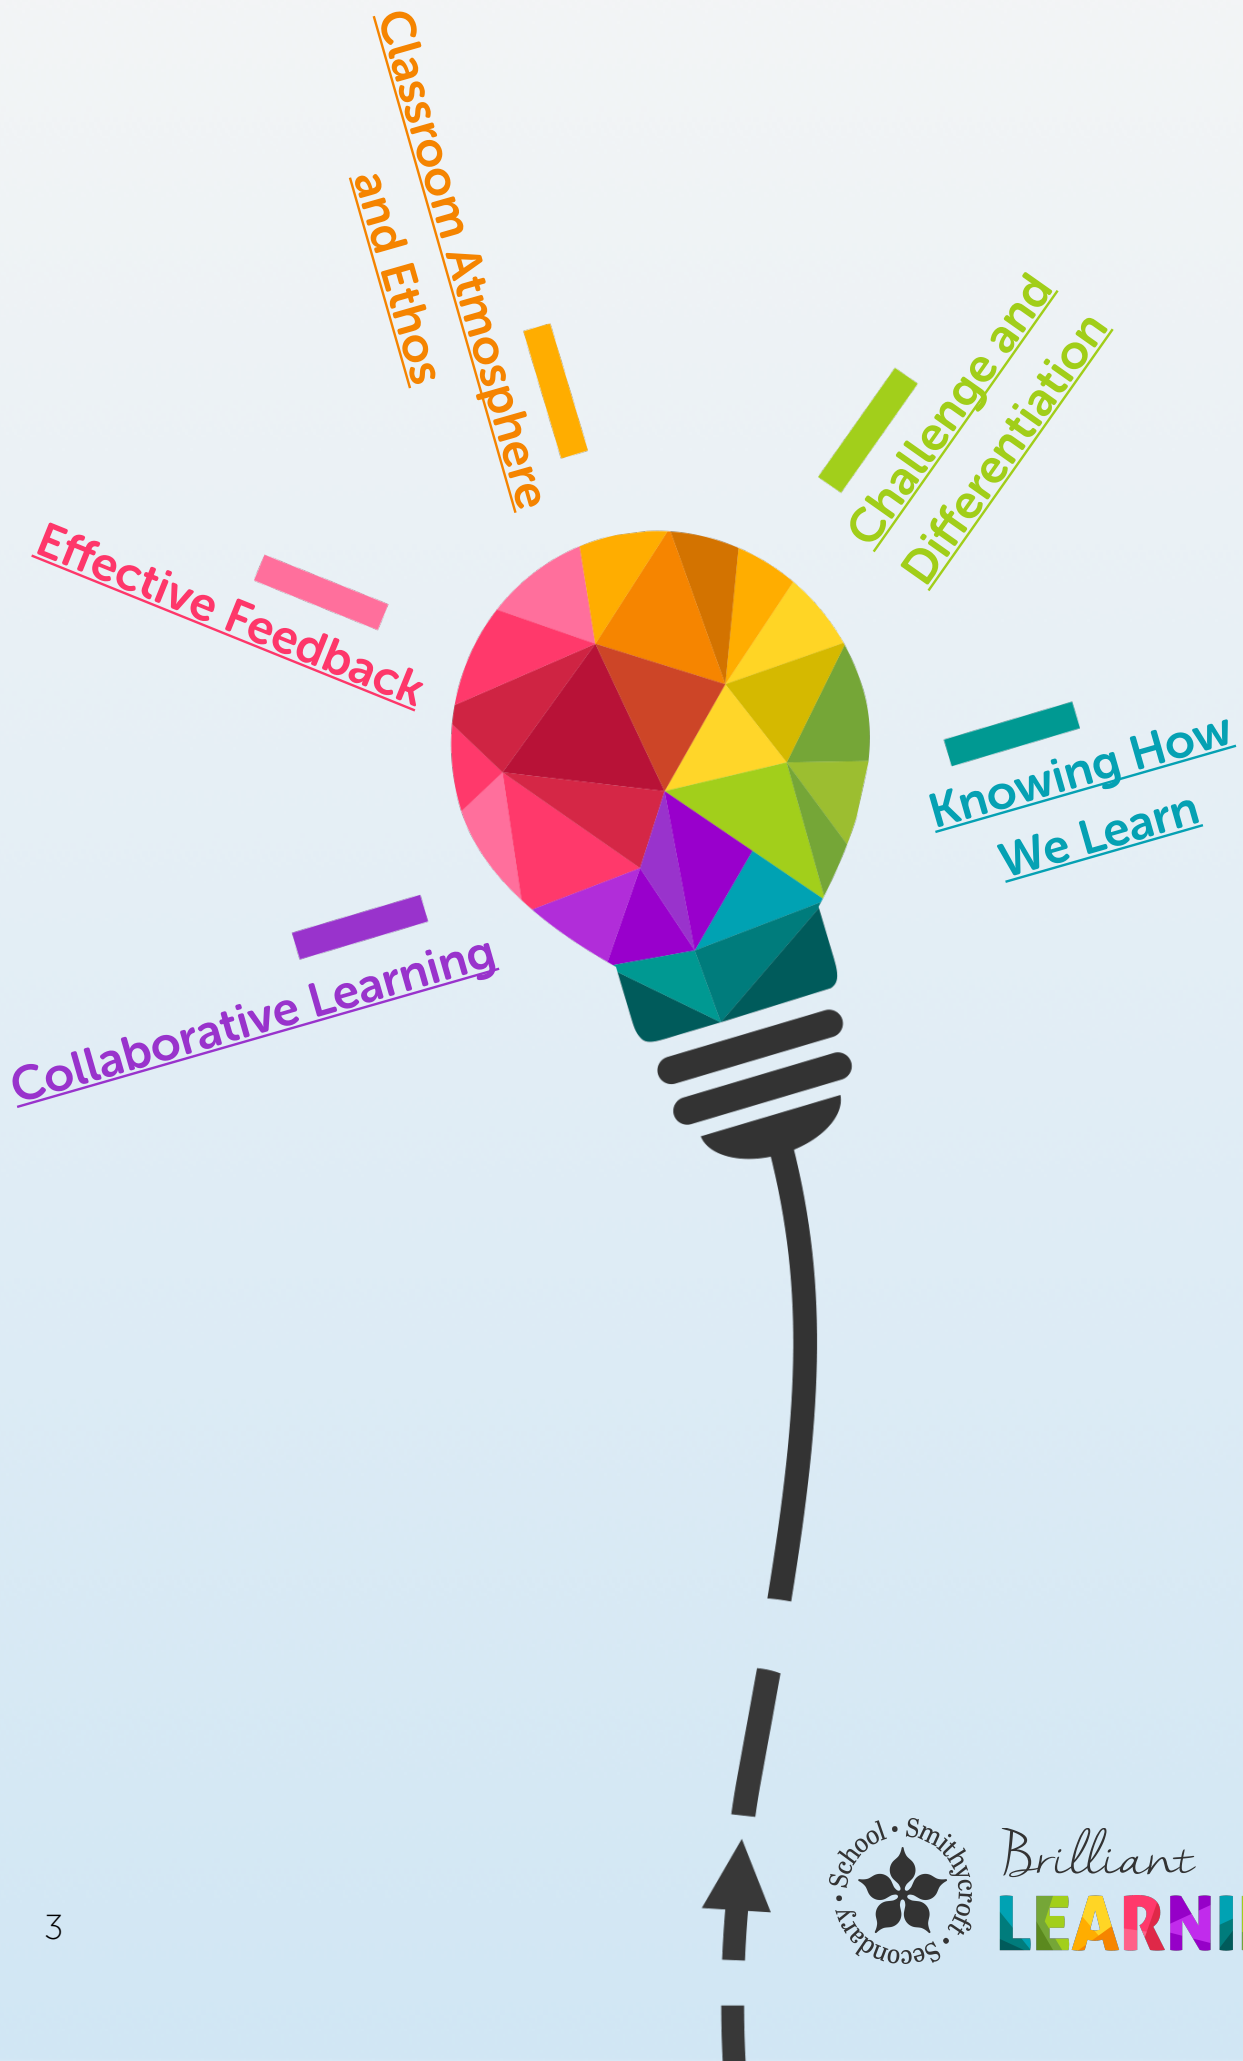 Classroom Atmosphere
and Ethos
Challenge and
Differentiation
Effective Feedback
Knowing How
We Learn
Collaborative Learning
Smithycroft · Secondary · School ·
Brilliant
LEARNI
3